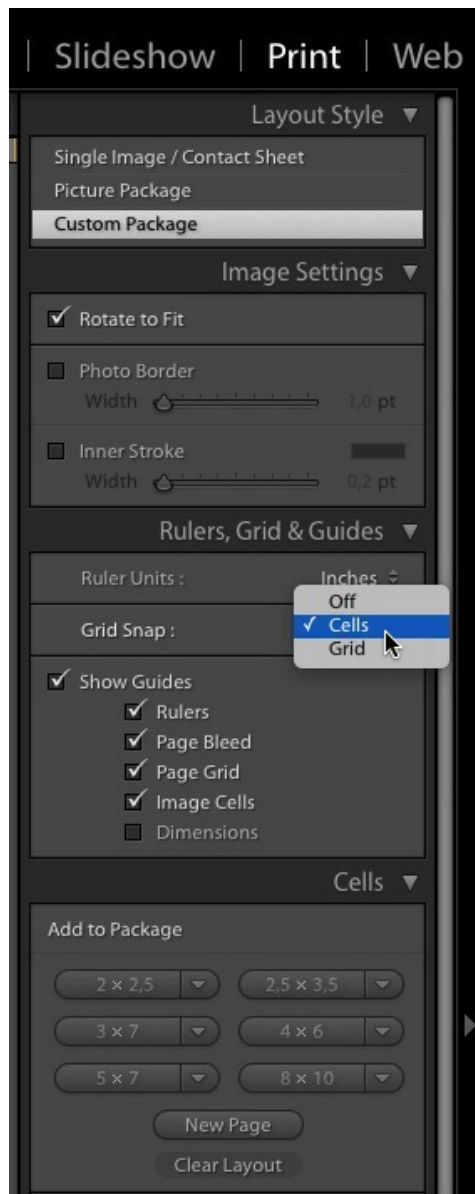 Slideshow | Print | Web
Layout Style
Single Image / Contact Sheet
Picture Package
Custom Package
Image Settings
Rotate to Fit
Photo Border
Width 1,0 pt
Inner Stroke
Width 0,2 pt
Rulers, Grid & Guides
Ruler Units : Inches
Off
Grid Snap : Cells
Grid
Show Guides
Rulers
Page Bleed
Page Grid
Image Cells
Dimensions
Cells
Add to Package
2 × 2,5 2,5 × 3,5
3 × 7 4 × 6
5 × 7 8 × 10
New Page
Clear Layout